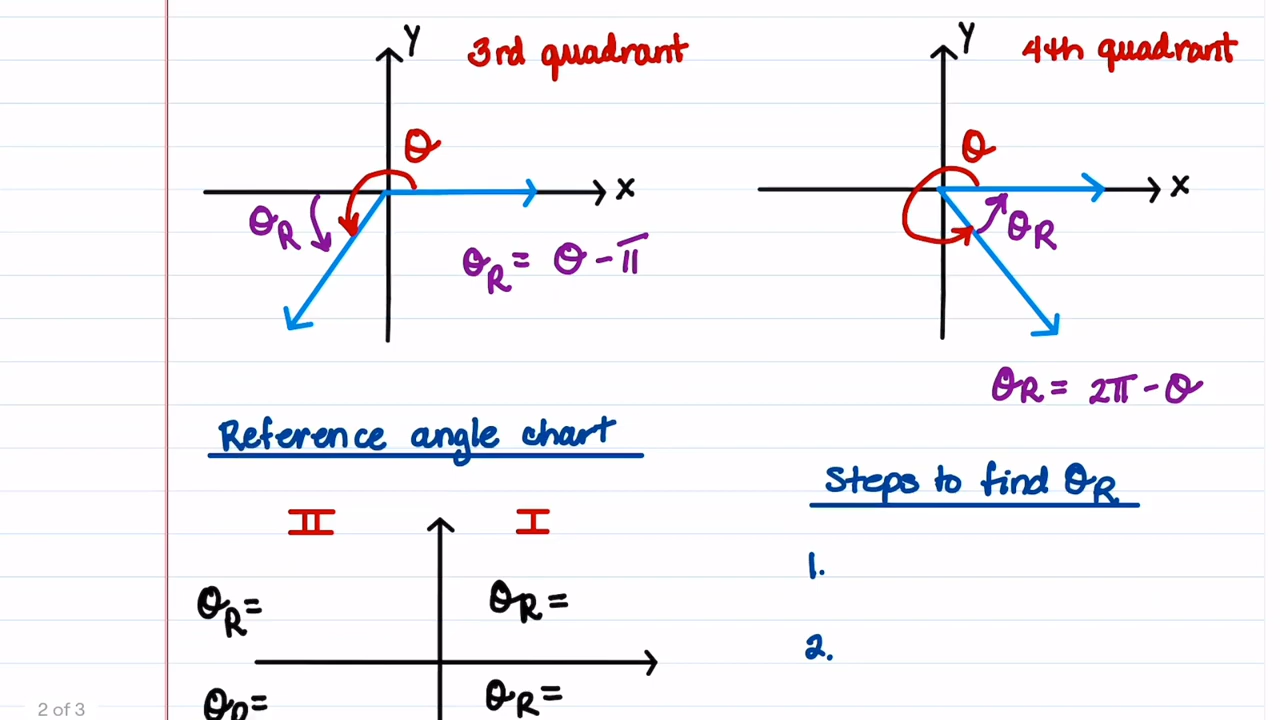 y
3rd quadrant
θ
x
θR
θR = θ - π
y
4th quadrant
θ
x
θR
θR = 2π - θ
Reference angle chart
II
I
θR=
θR=
θR=
θR=
Steps to find θR
1.
2.
2 of 3